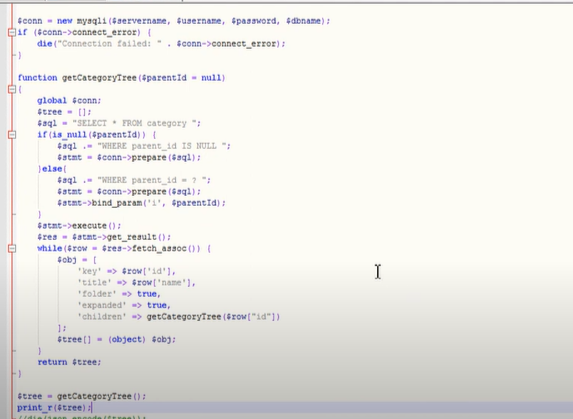 $conn = new mysqli($servername, $username, $password, $dbname);
if ($conn->connect_error) {
    die("Connection failed: " . $conn->connect_error);
}
function getCategoryTree($parentId = null)
{
    global $conn;
    $tree = [];
    $sql = "SELECT * FROM category ";
    if(is_null($parentId)) {
        $sql .= "WHERE parent_id IS NULL ";
        $stmt = $conn->prepare($sql);
    }else{
        $sql .= "WHERE parent_id = ? ";
        $stmt = $conn->prepare($sql);
        $stmt->bind_param('i', $parentId);
    }
    $stmt->execute();
    $res = $stmt->get_result();
    while($row = $res->fetch_assoc()) {
        $obj = [
            'key' => $row['id'],
            'title' => $row['name'],
            'folder' => true,
            'expanded' => true,
            'children' => getCategoryTree($row["id"])
        ];
        $tree[] = (object) $obj;
    }
    return $tree;
}
$tree = getCategoryTree();
print_r($tree);